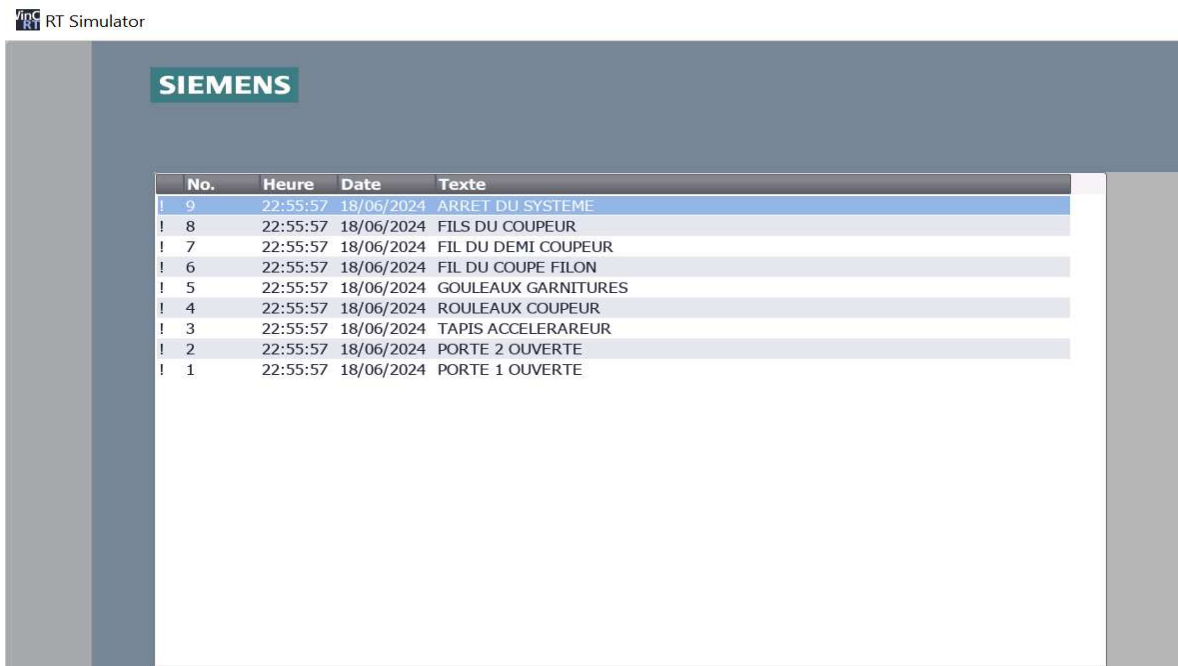 WinC RT RT Simulator
SIEMENS
No. Heure Date Texte
! 9 22:55:57 18/06/2024 ARRET DU SYSTEME
! 8 22:55:57 18/06/2024 FILS DU COUPEUR
! 7 22:55:57 18/06/2024 FIL DU DEMI COUPEUR
! 6 22:55:57 18/06/2024 FIL DU COUPE FILON
! 5 22:55:57 18/06/2024 GOULEAUX GARNITURES
! 4 22:55:57 18/06/2024 ROULEAUX COUPEUR
! 3 22:55:57 18/06/2024 TAPIS ACCELERAREUR
! 2 22:55:57 18/06/2024 PORTE 2 OUVERTE
! 1 22:55:57 18/06/2024 PORTE 1 OUVERTE